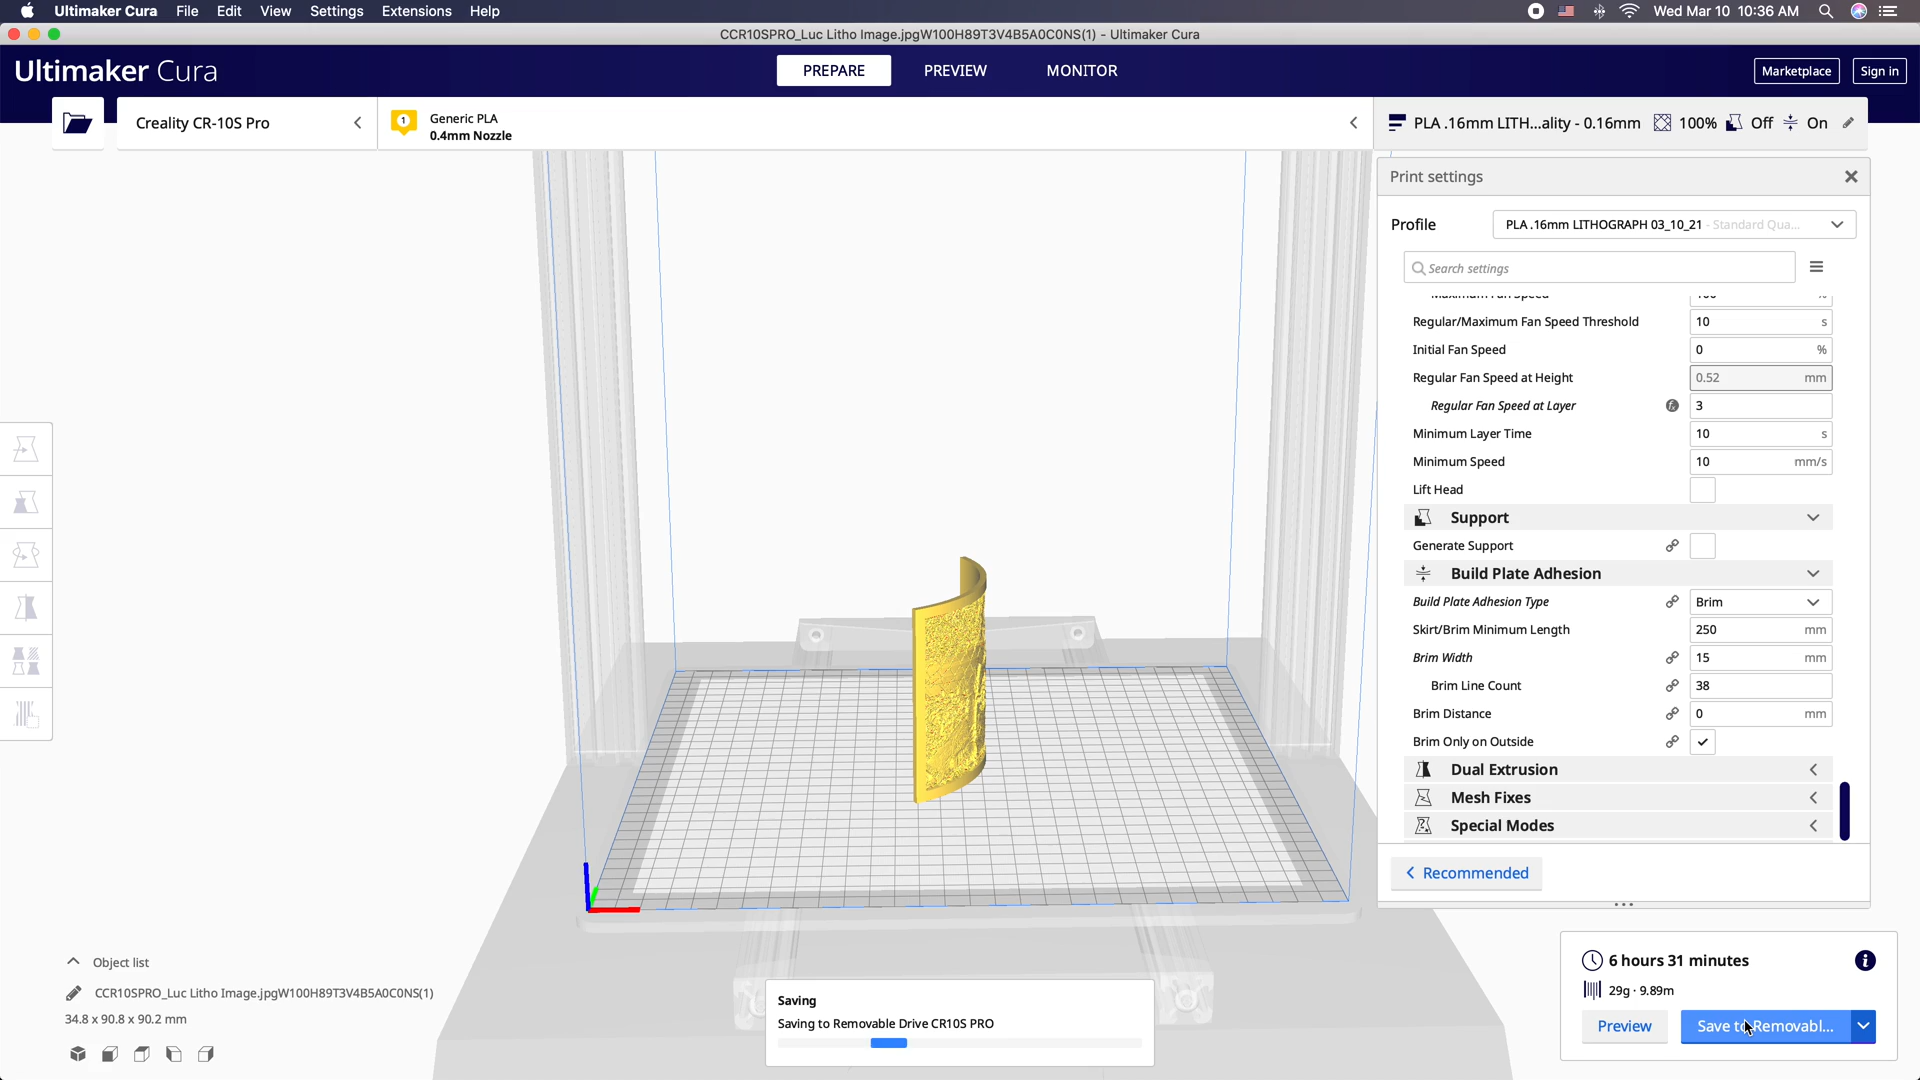 Ultimaker Cura File Edit View Settings Extensions Help
Wed Mar 10 10:36 AM
CCR10SPRO_Luc Litho Image.jpgW100H89T3V4B5A0C0NS(1) - Ultimaker Cura
Ultimaker Cura
PREPARE PREVIEW MONITOR
Marketplace Sign in
Creality CR-10S Pro
1
Generic PLA
0.4mm Nozzle
PLA .16mm LITH...ality - 0.16mm 100% Off On
Print settings
Profile PLA .16mm LITHOGRAPH 03_10_21 - Standard Qua...
Search settings
Regular/Maximum Fan Speed Threshold 10 s
Initial Fan Speed 0 %
Regular Fan Speed at Height 0.52 mm
Regular Fan Speed at Layer 3
Minimum Layer Time 10 s
Minimum Speed 10 mm/s
Lift Head
Support
Generate Support
Build Plate Adhesion
Build Plate Adhesion Type Brim
Skirt/Brim Minimum Length 250 mm
Brim Width 15 mm
Brim Line Count 38
Brim Distance 0 mm
Brim Only on Outside
Dual Extrusion
Mesh Fixes
Special Modes
Recommended
Object list
CCR10SPRO_Luc Litho Image.jpgW100H89T3V4B5A0C0NS(1)
34.8 x 90.8 x 90.2 mm
Saving
Saving to Removable Drive CR10S PRO
6 hours 31 minutes
29g · 9.89m
Preview Save to Removabl...